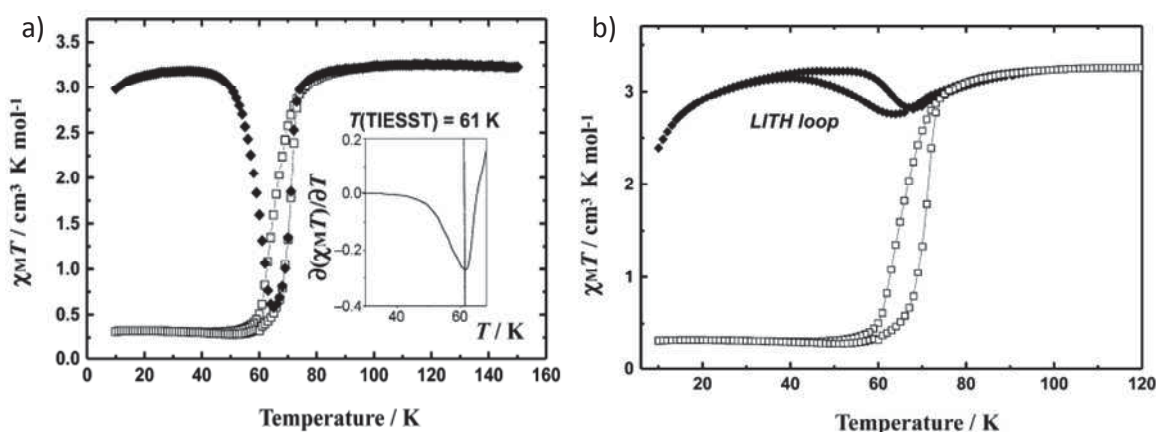 a)
χMT / cm³ K mol-1
3.5
3.0
2.5
2.0
1.5
1.0
0.5
0.0
0 20 40 60 80 100 120 140 160
Temperature / K
T(TIESST) = 61 K
∂(χMT)/∂T
0.2
0.0
−0.2
−0.4
30 60
T / K
b)
χMT / cm³ K mol-1
3
2
1
0
20 40 60 80 100 120
Temperature / K
LITH loop